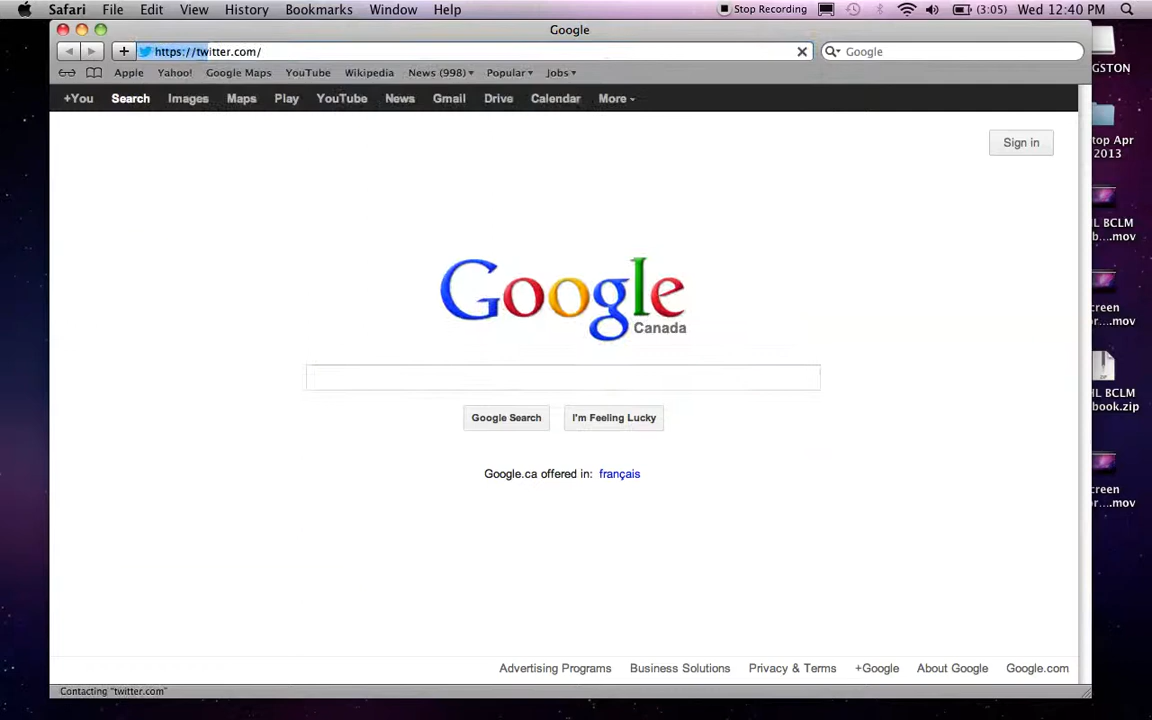 Safari File Edit View History Bookmarks Window Help Stop Recording (3:05) Wed 12:40 PM
Google
https://twitter.com/ Google
Apple Yahoo! Google Maps YouTube Wikipedia News (998) Popular Jobs
+You Search Images Maps Play YouTube News Gmail Drive Calendar More
Sign in
Google
Canada
Google Search I'm Feeling Lucky
Google.ca offered in: français
Advertising Programs Business Solutions Privacy & Terms +Google About Google Google.com
Contacting "twitter.com"
GSTON
top Apr
2013
HL BCLM
b....mov
creen
r....mov
ZIP
HL BCLM
book.zip
creen
r....mov